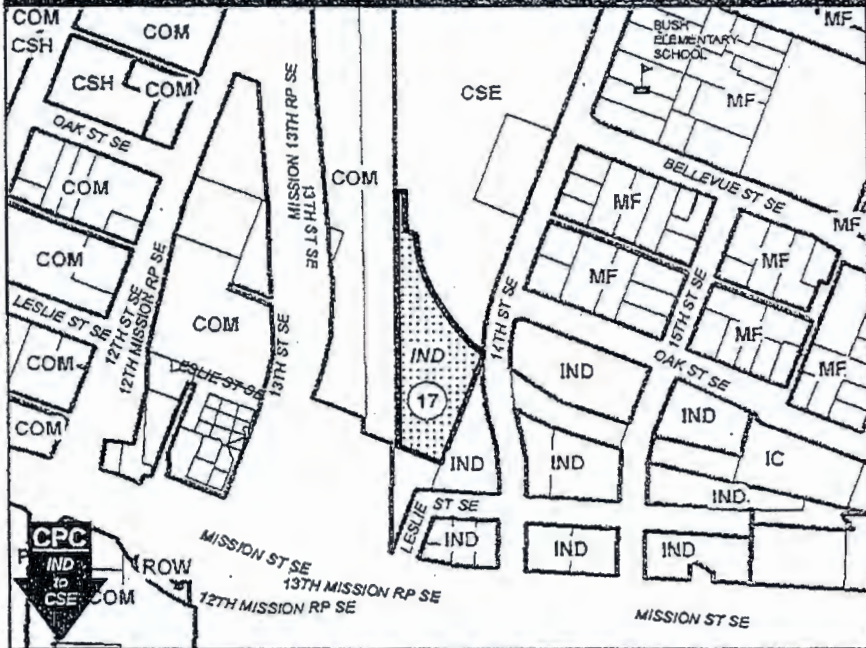 COM
CSH
COM
CSH
COM
OAK ST SE
COM
COM
LESLIE ST SE
COM
COM
12TH ST SE
12TH MISSION RP SE
COM
LESLIE ST SE
13TH ST SE
MISSION 13TH RP SE
13TH ST SE
COM
CSE
IND
17
14TH ST SE
BUSH
ELEMENTARY
SCHOOL
MF
MF
BELLEVUE ST SE
MF
MF
MF
MF
MF
MF
15TH ST SE
OAK ST SE
IND
IND
IC
IND
IND
IND
LESLIE ST SE
IND
IND
IND
MISSION ST SE
13TH MISSION RP SE
12TH MISSION RP SE
MISSION ST SE
ROW
COM
CPC
IND
to
CSE